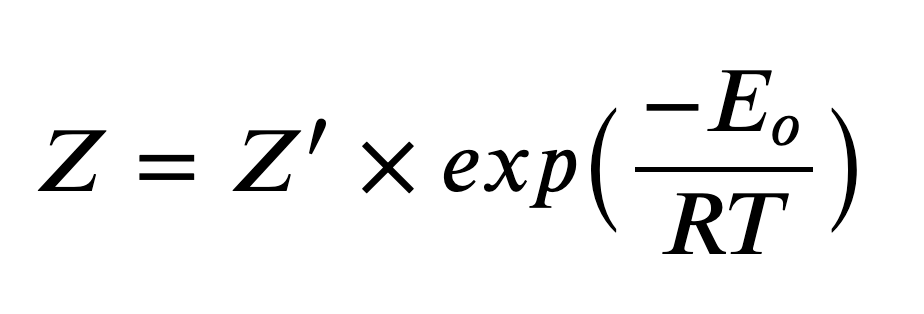 Z = Z′ × exp(−Eₒ/RT)